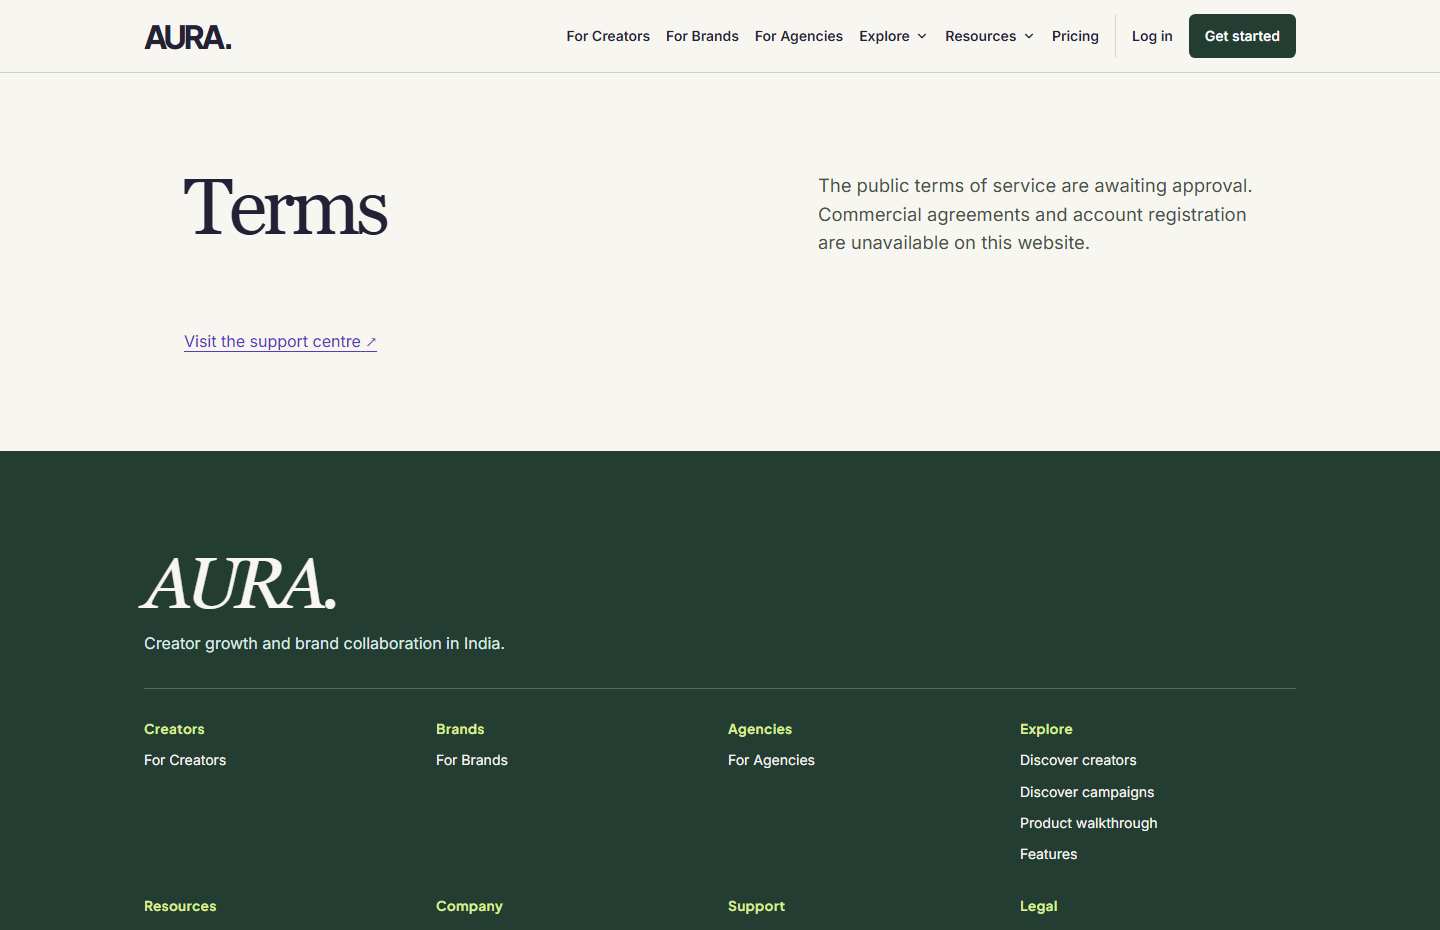 AURA.
For Creators
For Brands
For Agencies
Explore
Resources
Pricing
Log in
Get started
Terms
The public terms of service are awaiting approval.
Commercial agreements and account registration
are unavailable on this website.
Visit the support centre ↗
AURA.
Creator growth and brand collaboration in India.
Creators
For Creators
Brands
For Brands
Agencies
For Agencies
Explore
Discover creators
Discover campaigns
Product walkthrough
Features
Resources
Company
Support
Legal